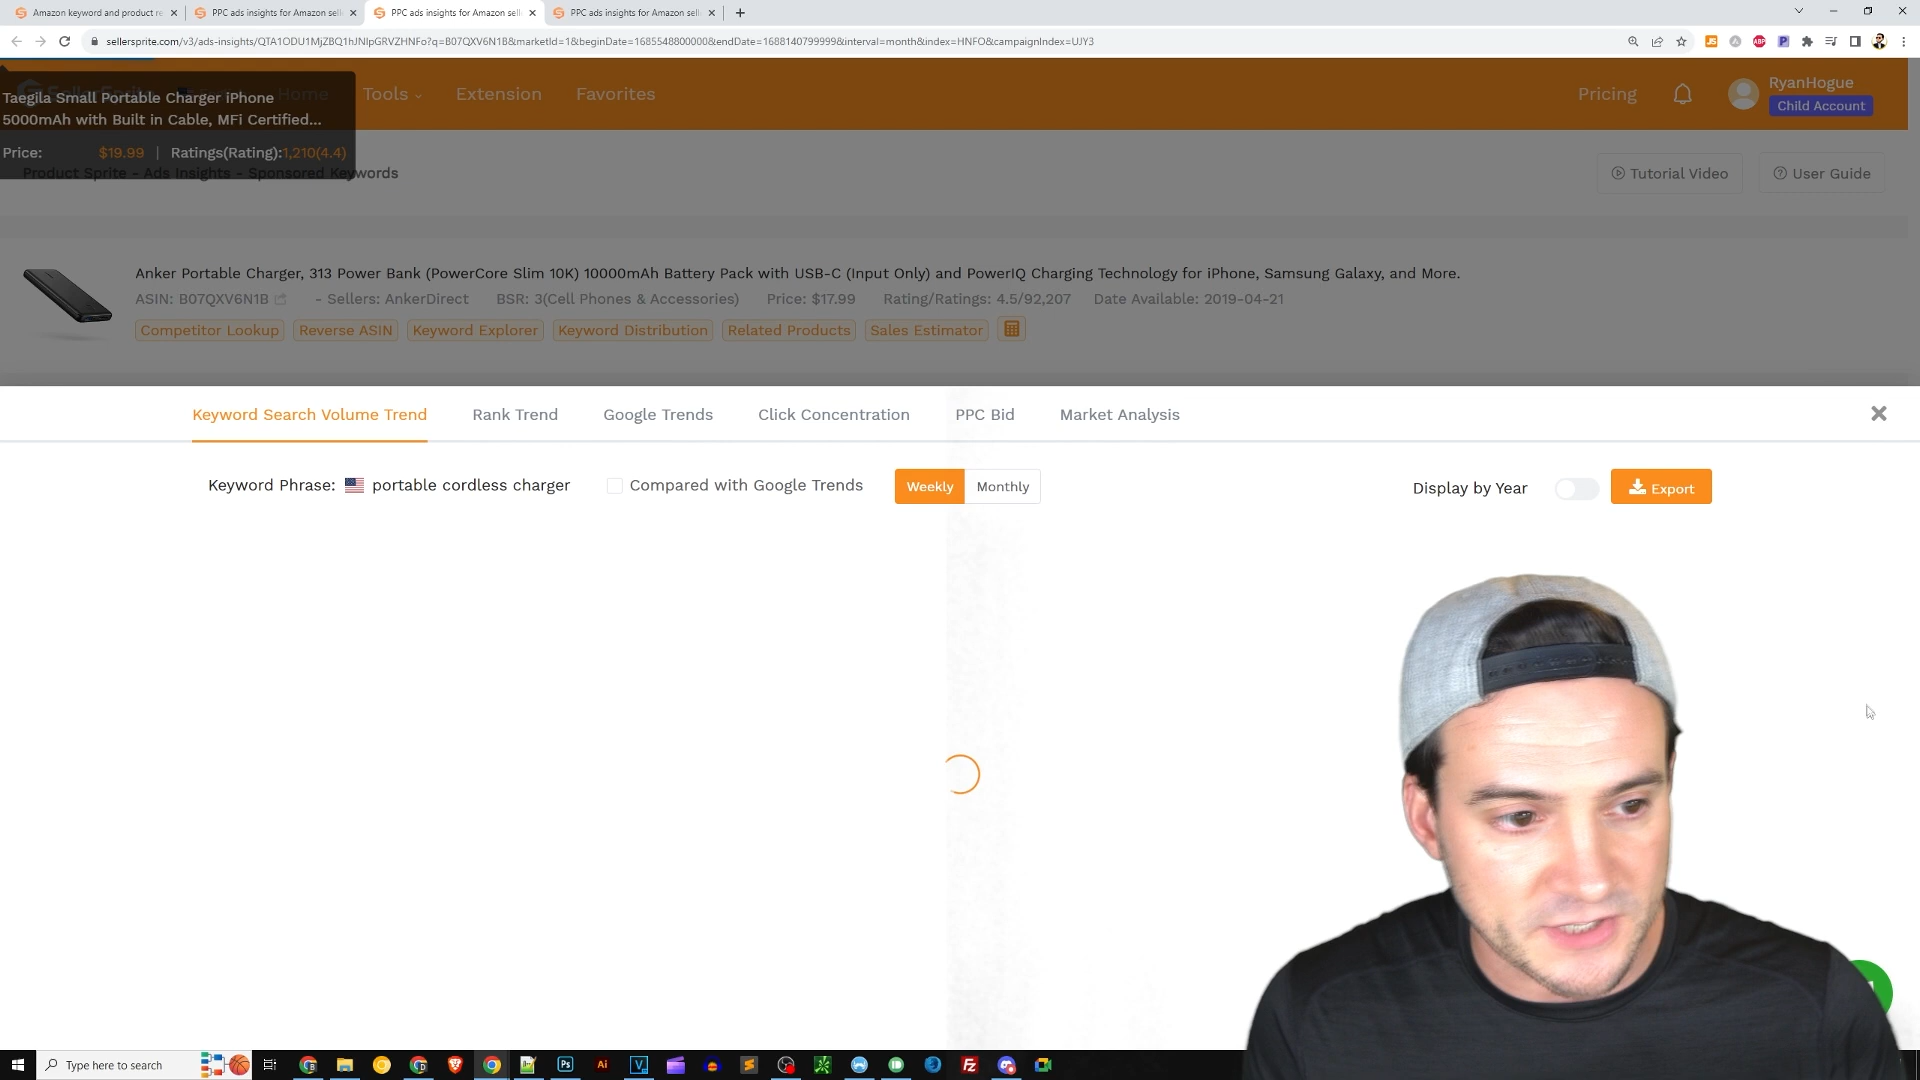 Amazon keyword and product re
PPC ads insights for Amazon sell
PPC ads insights for Amazon sell
PPC ads insights for Amazon sell
sellersprite.com/v3/ads-insights/QTA1ODU1MjZBQ1hJNlpGRVZHNFo?q=B07QXV6N1B&marketId=1&beginDate=1685548800000&endDate=1688140799999&interval=month&index=HNFO&campaignIndex=UJY3
Home Tools Extension Favorites Pricing RyanHogue
Child Account
Taegila Small Portable Charger iPhone
5000mAh with Built in Cable, MFi Certified...
Price: $19.99 | Ratings(Rating):1,210(4.4)
Product Sprite - Ads Insights - Sponsored Keywords Tutorial Video User Guide
Anker Portable Charger, 313 Power Bank (PowerCore Slim 10K) 10000mAh Battery Pack with USB-C (Input Only) and PowerIQ Charging Technology for iPhone, Samsung Galaxy, and More.
ASIN: B07QXV6N1B - Sellers: AnkerDirect BSR: 3(Cell Phones & Accessories) Price: $17.99 Rating/Ratings: 4.5/92,207 Date Available: 2019-04-21
Competitor Lookup Reverse ASIN Keyword Explorer Keyword Distribution Related Products Sales Estimator
Keyword Search Volume Trend Rank Trend Google Trends Click Concentration PPC Bid Market Analysis
Keyword Phrase: portable cordless charger Compared with Google Trends Weekly Monthly Display by Year Export
Type here to search